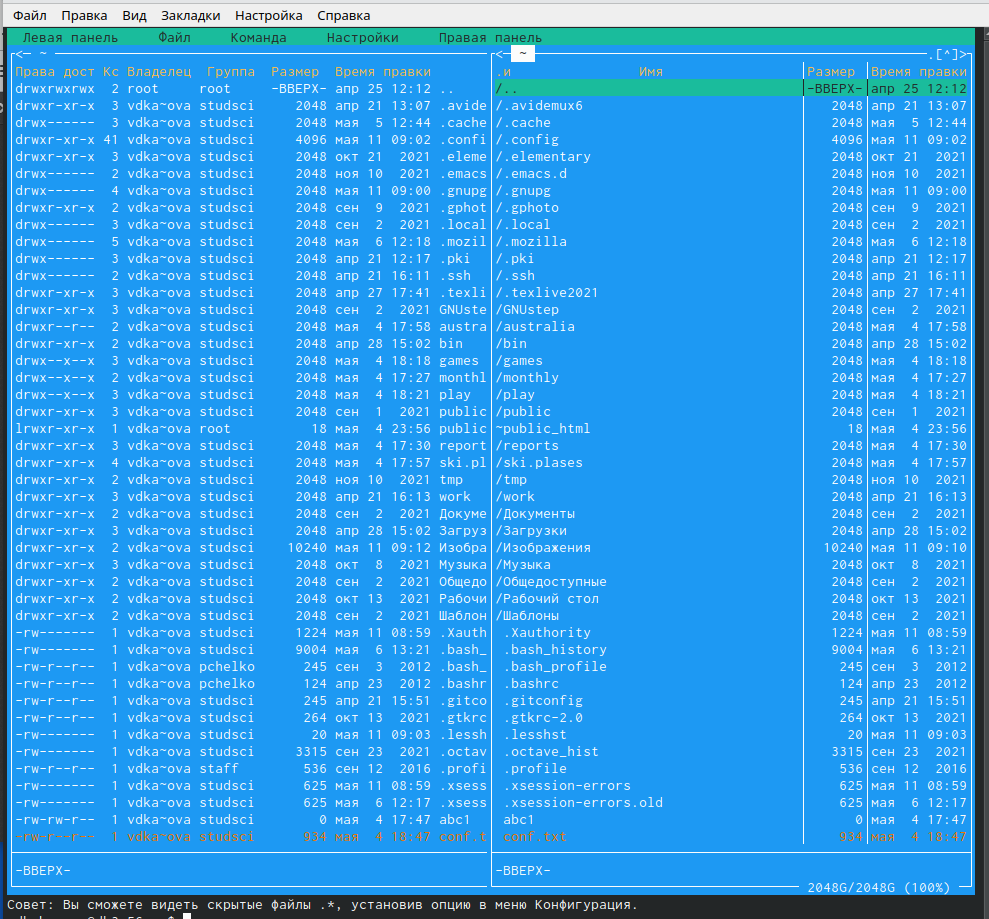 Файл Правка Вид Закладки Настройка Справка
Левая панель Файл Команда Настройки Правая панель
<─ ~ <─ ~ .[^]>
Права дост Кс Владелец Группа Размер Время правки .и Имя Размер Время правки
drwxrwxrwx 2 root root -ВВЕРХ- апр 25 12:12 .. /.. -ВВЕРХ- апр 25 12:12
drwxr-xr-x 3 vdka~ova studsci 2048 апр 21 13:07 .avide /.avidemux6 2048 апр 21 13:07
drwx------ 3 vdka~ova studsci 2048 мая 5 12:44 .cache /.cache 2048 мая 5 12:44
drwxr-xr-x 41 vdka~ova studsci 4096 мая 11 09:02 .confi /.config 4096 мая 11 09:02
drwxr-xr-x 3 vdka~ova studsci 2048 окт 21 2021 .eleme /.elementary 2048 окт 21 2021
drwx------ 2 vdka~ova studsci 2048 ноя 10 2021 .emacs /.emacs.d 2048 ноя 10 2021
drwx------ 4 vdka~ova studsci 2048 мая 11 09:00 .gnupg /.gnupg 2048 мая 11 09:00
drwxr-xr-x 2 vdka~ova studsci 2048 сен 9 2021 .gphot /.gphoto 2048 сен 9 2021
drwx------ 3 vdka~ova studsci 2048 сен 2 2021 .local /.local 2048 сен 2 2021
drwx------ 5 vdka~ova studsci 2048 мая 6 12:18 .mozil /.mozilla 2048 мая 6 12:18
drwx------ 3 vdka~ova studsci 2048 апр 21 12:17 .pki /.pki 2048 апр 21 12:17
drwx------ 2 vdka~ova studsci 2048 апр 21 16:11 .ssh /.ssh 2048 апр 21 16:11
drwxr-xr-x 3 vdka~ova studsci 2048 апр 27 17:41 .texli /.texlive2021 2048 апр 27 17:41
drwxr-xr-x 3 vdka~ova studsci 2048 сен 2 2021 GNUste /GNUstep 2048 сен 2 2021
drwxr--r-- 2 vdka~ova studsci 2048 мая 4 17:58 austra /australia 2048 мая 4 17:58
drwxr-xr-x 2 vdka~ova studsci 2048 апр 28 15:02 bin /bin 2048 апр 28 15:02
drwx--x--x 3 vdka~ova studsci 2048 мая 4 18:18 games /games 2048 мая 4 18:18
drwx--x--x 2 vdka~ova studsci 2048 мая 4 17:27 monthl /monthly 2048 мая 4 17:27
drwx--x--x 3 vdka~ova studsci 2048 мая 4 18:21 play /play 2048 мая 4 18:21
drwxr-xr-x 3 vdka~ova studsci 2048 сен 1 2021 public /public 2048 сен 1 2021
lrwxr-xr-x 1 vdka~ova root 18 мая 4 23:56 public ~public_html 18 мая 4 23:56
drwxr-xr-x 3 vdka~ova studsci 2048 мая 4 17:30 report /reports 2048 мая 4 17:30
drwxr-xr-x 4 vdka~ova studsci 2048 мая 4 17:57 ski.pl /ski.plases 2048 мая 4 17:57
drwxr-xr-x 2 vdka~ova studsci 2048 ноя 10 2021 tmp /tmp 2048 ноя 10 2021
drwxr-xr-x 3 vdka~ova studsci 2048 апр 21 16:13 work /work 2048 апр 21 16:13
drwxr-xr-x 2 vdka~ova studsci 2048 сен 2 2021 Докуме /Документы 2048 сен 2 2021
drwxr-xr-x 3 vdka~ova studsci 2048 апр 28 15:02 Загруз /Загрузки 2048 апр 28 15:02
drwxr-xr-x 2 vdka~ova studsci 10240 мая 11 09:12 Изобра /Изображения 10240 мая 11 09:10
drwxr-xr-x 3 vdka~ova studsci 2048 окт 8 2021 Музыка /Музыка 2048 окт 8 2021
drwxr-xr-x 2 vdka~ova studsci 2048 сен 2 2021 Общедо /Общедоступные 2048 сен 2 2021
drwxr-xr-x 2 vdka~ova studsci 2048 окт 13 2021 Рабочи /Рабочий стол 2048 окт 13 2021
drwxr-xr-x 2 vdka~ova studsci 2048 сен 2 2021 Шаблон /Шаблоны 2048 сен 2 2021
-rw------- 1 vdka~ova studsci 1224 мая 11 08:59 .Xauth .Xauthority 1224 мая 11 08:59
-rw------- 1 vdka~ova studsci 9004 мая 6 13:21 .bash_ .bash_history 9004 мая 6 13:21
-rw-r--r-- 1 vdka~ova pchelko 245 сен 3 2012 .bash_ .bash_profile 245 сен 3 2012
-rw-r--r-- 1 vdka~ova pchelko 124 апр 23 2012 .bashr .bashrc 124 апр 23 2012
-rw-r--r-- 1 vdka~ova studsci 245 апр 21 15:51 .gitco .gitconfig 245 апр 21 15:51
-rw-r--r-- 1 vdka~ova studsci 264 окт 13 2021 .gtkrc .gtkrc-2.0 264 окт 13 2021
-rw------- 1 vdka~ova studsci 20 мая 11 09:03 .lessh .lesshst 20 мая 11 09:03
-rw------- 1 vdka~ova studsci 3315 сен 23 2021 .octav .octave_hist 3315 сен 23 2021
-rw-r--r-- 1 vdka~ova staff 536 сен 12 2016 .profi .profile 536 сен 12 2016
-rw------- 1 vdka~ova studsci 625 мая 11 08:59 .xsess .xsession-errors 625 мая 11 08:59
-rw------- 1 vdka~ova studsci 625 мая 6 12:17 .xsess .xsession-errors.old 625 мая 6 12:17
-rw-rw-r-- 1 vdka~ova studsci 0 мая 4 17:47 abc1 abc1 0 мая 4 17:47
-rw-r--r-- 1 vdka~ova studsci 934 мая 4 18:47 conf.t conf.txt 934 мая 4 18:47
-ВВЕРХ- -ВВЕРХ-
2048G/2048G (100%)
Совет: Вы сможете видеть скрытые файлы .*, установив опцию в меню Конфигурация.